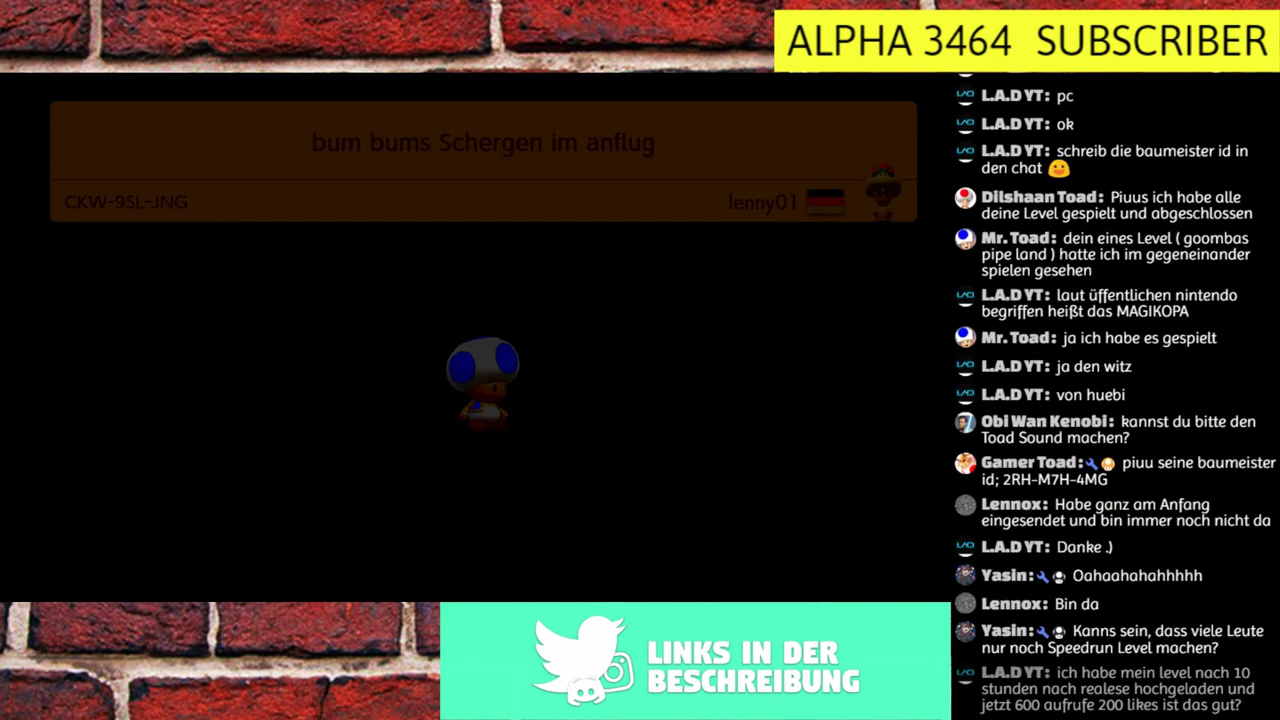 ALPHA 3464 SUBSCRIBER
bum bums Schergen im anflug
CKW-9SL-JNG
lenny01
L.A.D YT: pc
L.A.D YT: ok
L.A.D YT: schreib die baumeister id in
den chat
Dilshaan Toad: Piuus ich habe alle
deine Level gespielt und abgeschlossen
Mr. Toad: dein eines Level ( goombas
pipe land ) hatte ich im gegeneinander
spielen gesehen
L.A.D YT: laut üffentlichen nintendo
begriffen heißt das MAGIKOPA
Mr. Toad: ja ich habe es gespielt
L.A.D YT: ja den witz
L.A.D YT: von huebi
Obi Wan Kenobi: kannst du bitte den
Toad Sound machen?
Gamer Toad: piuu seine baumeister
id; 2RH-M7H-4MG
Lennox: Habe ganz am Anfang
eingesendet und bin immer noch nicht da
L.A.D YT: Danke .)
Yasin: Oahaahahahhhhh
Lennox: Bin da
Yasin: Kanns sein, dass viele Leute
nur noch Speedrun Level machen?
L.A.D YT: ich habe mein level nach 10
stunden nach realese hochgeladen und
jetzt 600 aufrufe 200 likes ist das gut?
LINKS IN DER
BESCHREIBUNG